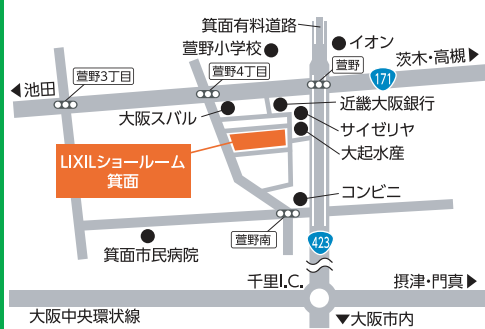 箕面有料道路
イオン
萱野小学校
茨木・高槻▶
萱野3丁目
萱野4丁目
萱野
171
◀池田
大阪スバル
近畿大阪銀行
サイゼリヤ
大起水産
LIXILショールーム
箕面
コンビニ
萱野南
423
箕面市民病院
千里I.C.
摂津・門真▶
大阪中央環状線
▼大阪市内